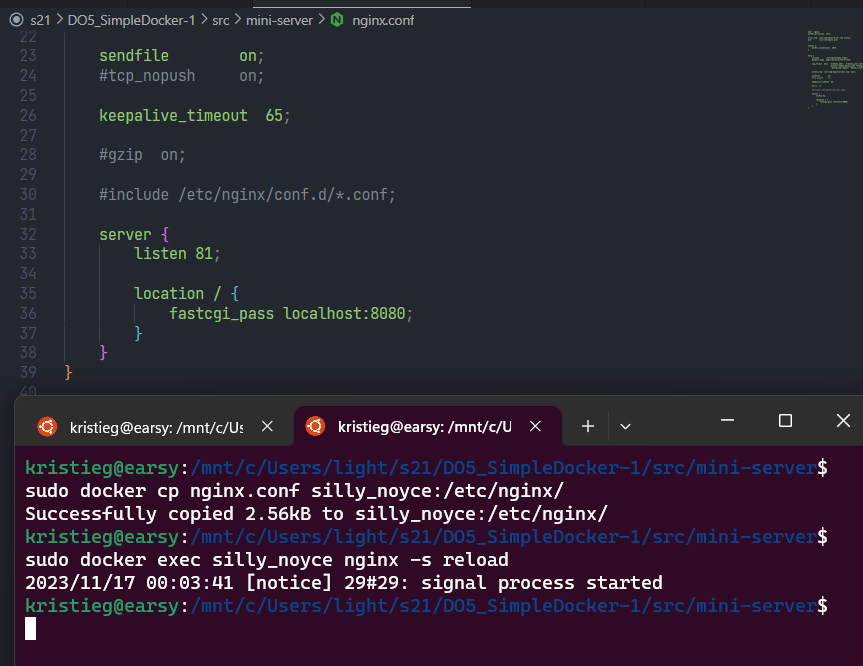 s21 > DO5_SimpleDocker-1 > src > mini-server > nginx.conf
22
23 sendfile on;
24 #tcp_nopush on;
25
26 keepalive_timeout 65;
27
28 #gzip on;
29
30 #include /etc/nginx/conf.d/*.conf;
31
32 server {
33 listen 81;
34
35 location / {
36 fastcgi_pass localhost:8080;
37 }
38 }
39 }
40
kristieg@earsy: /mnt/c/Us
kristieg@earsy: /mnt/c/U
kristieg@earsy:/mnt/c/Users/light/s21/DO5_SimpleDocker-1/src/mini-server$
sudo docker cp nginx.conf silly_noyce:/etc/nginx/
Successfully copied 2.56kB to silly_noyce:/etc/nginx/
kristieg@earsy:/mnt/c/Users/light/s21/DO5_SimpleDocker-1/src/mini-server$
sudo docker exec silly_noyce nginx -s reload
2023/11/17 00:03:41 [notice] 29#29: signal process started
kristieg@earsy:/mnt/c/Users/light/s21/DO5_SimpleDocker-1/src/mini-server$